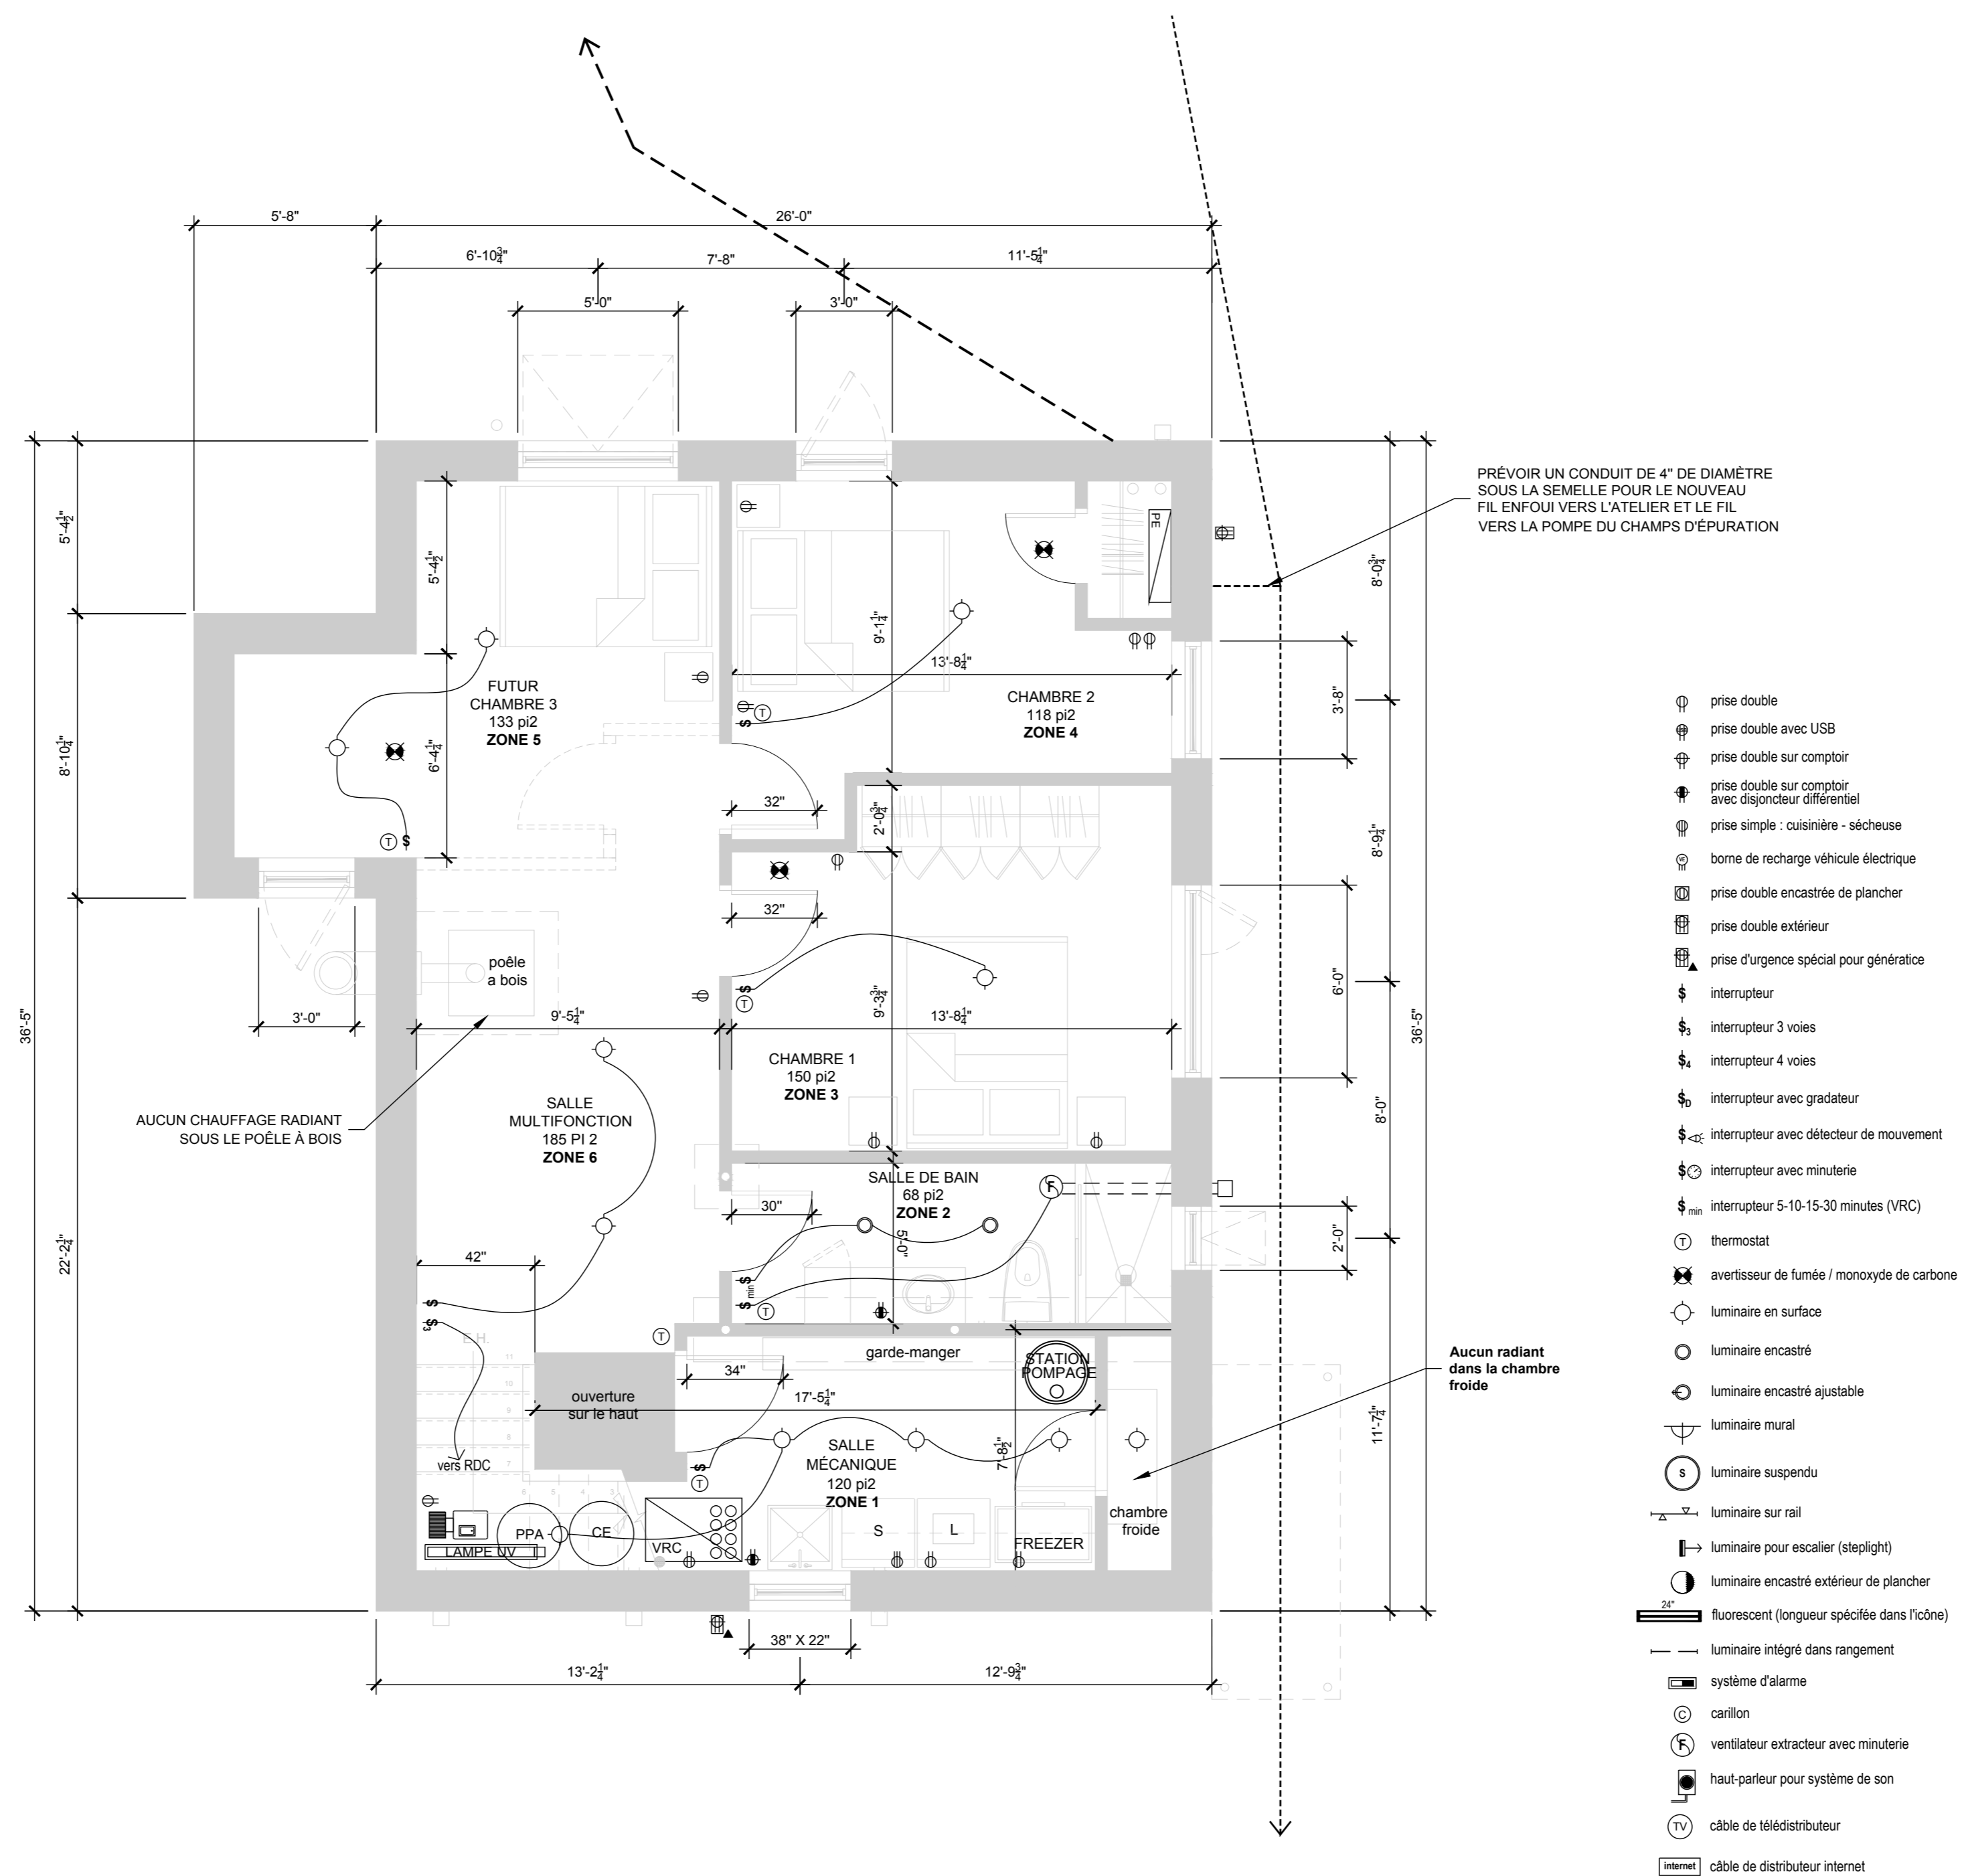 5'-8"
26'-0"
6'-10¾"
7'-8"
11'-5¼"
5'-0"
3'-0"
PRÉVOIR UN CONDUIT DE 4" DE DIAMÈTRE
SOUS LA SEMELLE POUR LE NOUVEAU
FIL ENFOUI VERS L'ATELIER ET LE FIL
VERS LA POMPE DU CHAMPS D'ÉPURATION
36'-5"
5'-4½"
8'-10¼"
22'-2¼"
5'-4½"
6'-4¼"
FUTUR
CHAMBRE 3
133 pi2
ZONE 5
T
$
PE
9'-1¼"
13'-8¼"
CHAMBRE 2
118 pi2
ZONE 4
$
T
32"
2'-0¾"
32"
8'-0¾"
3'-8"
8'-9¼"
6'-0"
36'-5"
8'-0"
2'-0"
11'-7¼"
poêle
a bois
3'-0"
9'-5¼"
$
T
9'-3¾"
13'-8¼"
CHAMBRE 1
150 pi2
ZONE 3
AUCUN CHAUFFAGE RADIANT
SOUS LE POÊLE À BOIS
SALLE
MULTIFONCTION
185 PI 2
ZONE 6
SALLE DE BAIN
68 pi2
ZONE 2
F
30"
5'-0"
42"
$
$ min
T
$
$3
E.H.
T
11
10
9
8
7
6
5
4
3
vers RDC
ouverture
sur le haut
34"
garde-manger
STATION
POMPAGE
17'-5¼"
7'-8½"
Aucun radiant
dans la chambre
froide
$
T
SALLE
MÉCANIQUE
120 pi2
ZONE 1
chambre
froide
PPA
CE
LAMPE UV
VRC
S
L
FREEZER
38" X 22"
13'-2¼"
12'-9¾"
prise double
prise double avec USB
prise double sur comptoir
prise double sur comptoir
avec disjoncteur différentiel
prise simple : cuisinière - sécheuse
borne de recharge véhicule électrique
prise double encastrée de plancher
prise double extérieur
prise d'urgence spécial pour génératice
$ interrupteur
$3 interrupteur 3 voies
$4 interrupteur 4 voies
$D interrupteur avec gradateur
$ interrupteur avec détecteur de mouvement
$ interrupteur avec minuterie
$ min interrupteur 5-10-15-30 minutes (VRC)
T thermostat
avertisseur de fumée / monoxyde de carbone
luminaire en surface
luminaire encastré
luminaire encastré ajustable
luminaire mural
S luminaire suspendu
luminaire sur rail
luminaire pour escalier (steplight)
luminaire encastré extérieur de plancher
24"
fluorescent (longueur spécifée dans l'icône)
luminaire intégré dans rangement
système d'alarme
C carillon
F ventilateur extracteur avec minuterie
haut-parleur pour système de son
TV câble de télédistributeur
internet câble de distributeur internet